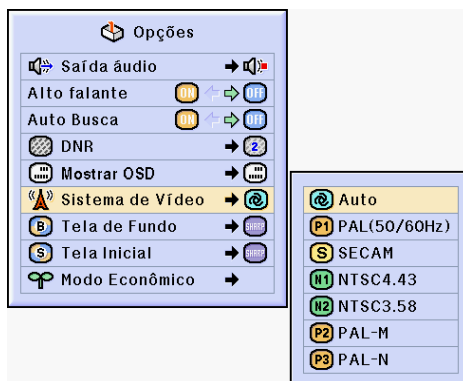 Opções
Saída áudio
Alto falante ON OFF
Auto Busca ON OFF
DNR 2
Mostrar OSD
Sistema de Vídeo
B Tela de Fundo SHARP
S Tela Inicial SHARP
Modo Econômico
Auto
P1 PAL(50/60Hz)
S SECAM
N1 NTSC4.43
N2 NTSC3.58
P2 PAL-M
P3 PAL-N